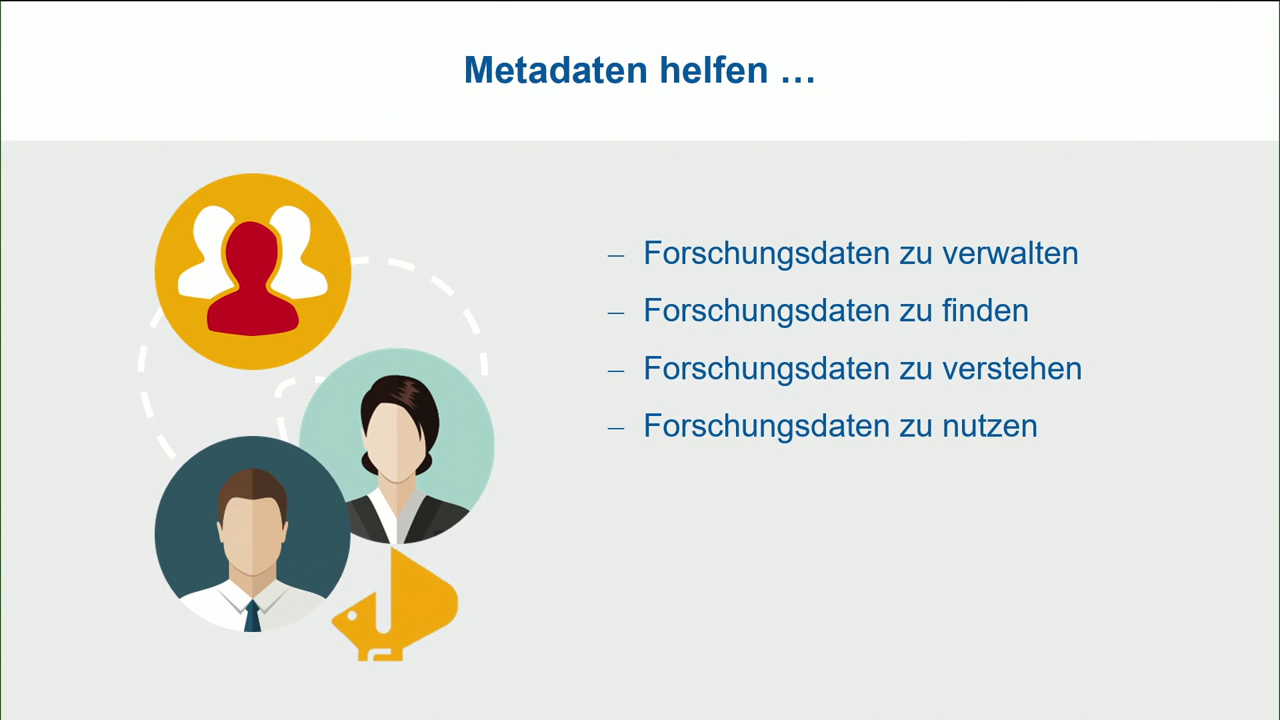 Metadaten helfen …
– Forschungsdaten zu verwalten
– Forschungsdaten zu finden
– Forschungsdaten zu verstehen
– Forschungsdaten zu nutzen